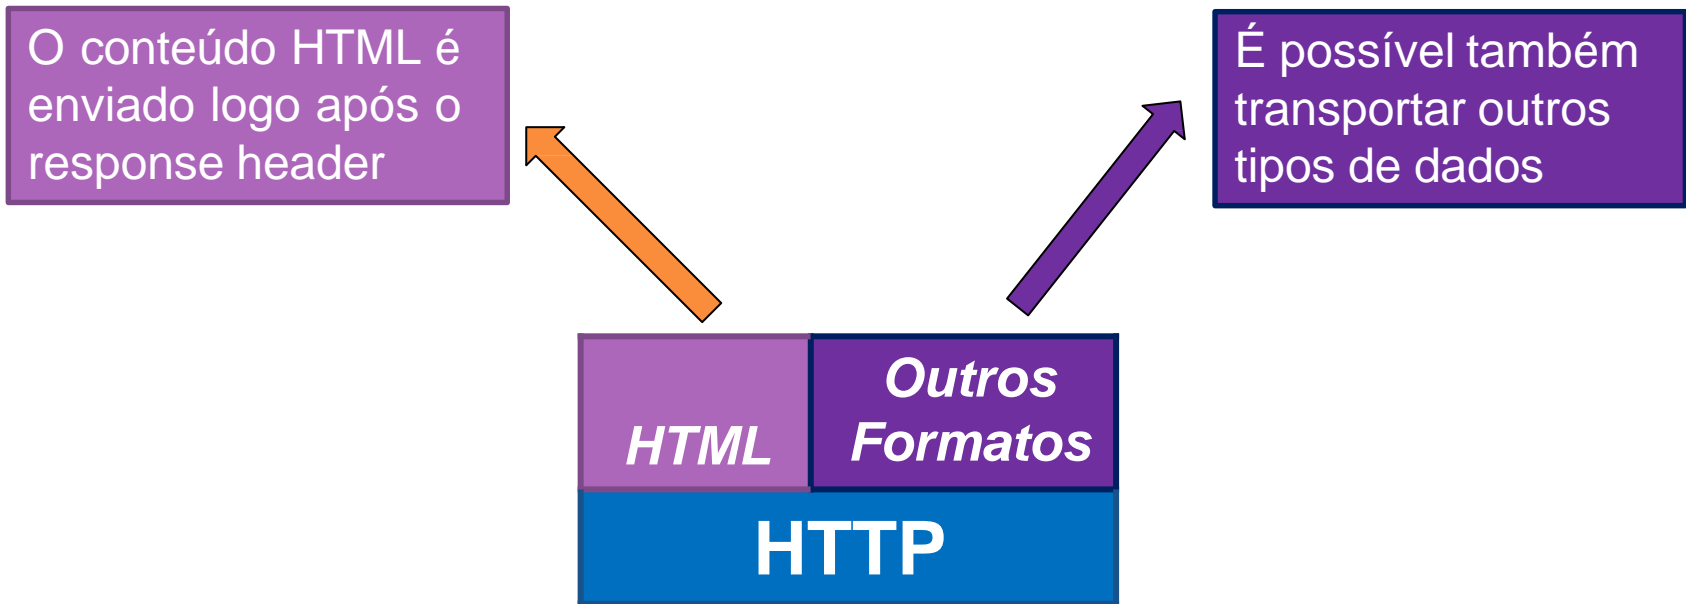 O conteúdo HTML é
enviado logo após o
response header
É possível também
transportar outros
tipos de dados
HTML
Outros
Formatos
HTTP